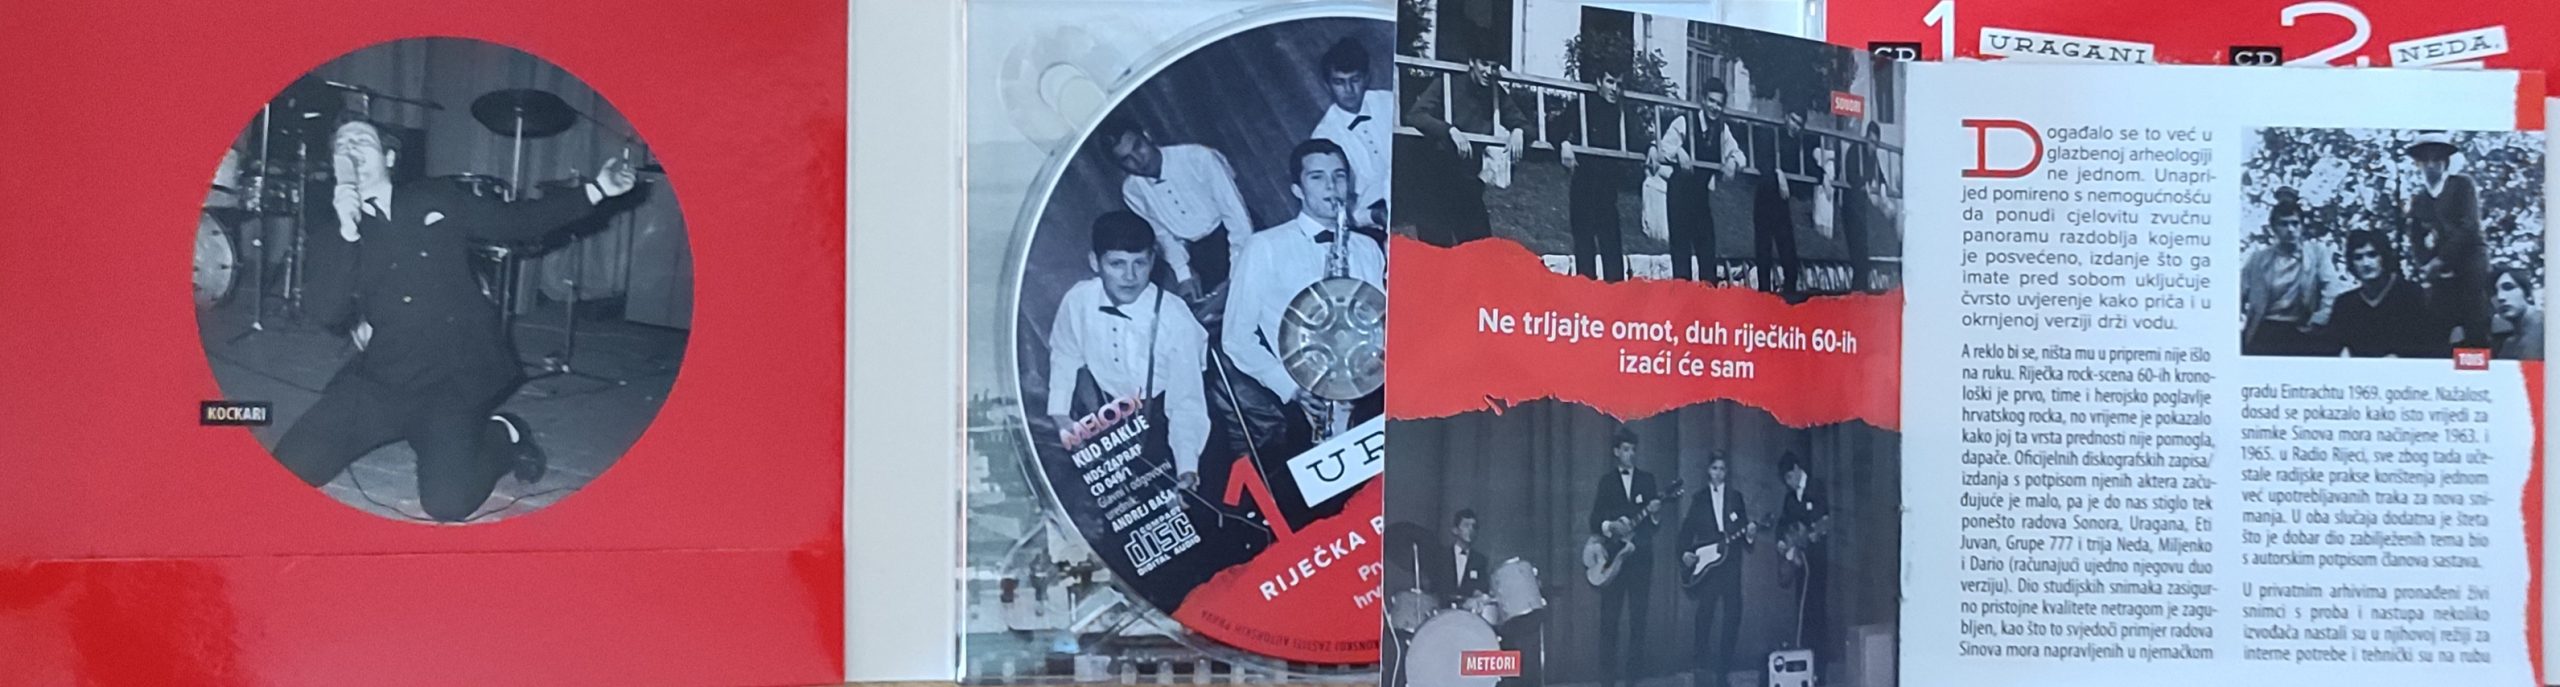 KOCKARI
MELODY
KUD BAKLJE
HDS/ZAPRAF
CD 049/1
Glavni i odgovorni
urednik:
ANDREJ BAŠA
COMPACT
disc
DIGITAL AUDIO
1
RIJEČKA
SONORI
Ne trljajte omot, duh riječkih 60-ih
izaći će sam
METEORI
CD 1 URAGANI
CD 2 NEDA,
Događalo se to već u
glazbenoj arheologiji
ne jednom. Unapri-
jed pomireno s nemogućnošću
da ponudi cjelovitu zvučnu
panoramu razdoblja kojemu
je posvećeno, izdanje što ga
imate pred sobom uključuje
čvrsto uvjerenje kako priča i u
okrnjenoj verziji drži vodu.
A reklo bi se, ništa mu u pripremi nije išlo
na ruku. Riječka rock-scena 60-ih krono-
loški je prvo, time i herojsko poglavlje
hrvatskog rocka, no vrijeme je pokazalo
kako joj ta vrsta prednosti nije pomogla,
dapače. Oficijelnih diskografskih zapisa/
izdanja s potpisom njenih aktera začu-
đujuće je malo, pa je do nas stiglo tek
ponešto radova Sonora, Uragana, Eti
Juvan, Grupe 777 i trija Neda, Miljenko
i Dario (računajući ujedno njegovu duo
verziju). Dio studijskih snimaka zasigur-
no pristojne kvalitete netragom je zagu-
bljen, kao što to svjedoči primjer radova
Sinova mora napravljenih u njemačkom
TOIS
gradu Eintrachtu 1969. godine. Nažalost,
dosad se pokazalo kako isto vrijedi za
snimke Sinova mora načinjene 1963. i
1965. u Radio Rijeci, sve zbog tada uče-
stale radijske prakse korištenja jednom
već upotrebljavanih traka za nova sni-
manja. U oba slučaja dodatna je šteta
što je dobar dio zabilježenih tema bio
s autorskim potpisom članova sastava.
U privatnim arhivima pronađeni živi
snimci s proba i nastupa nekoliko
izvođača nastali su u njihovoj režiji za
interne potrebe i tehnički su na rubu